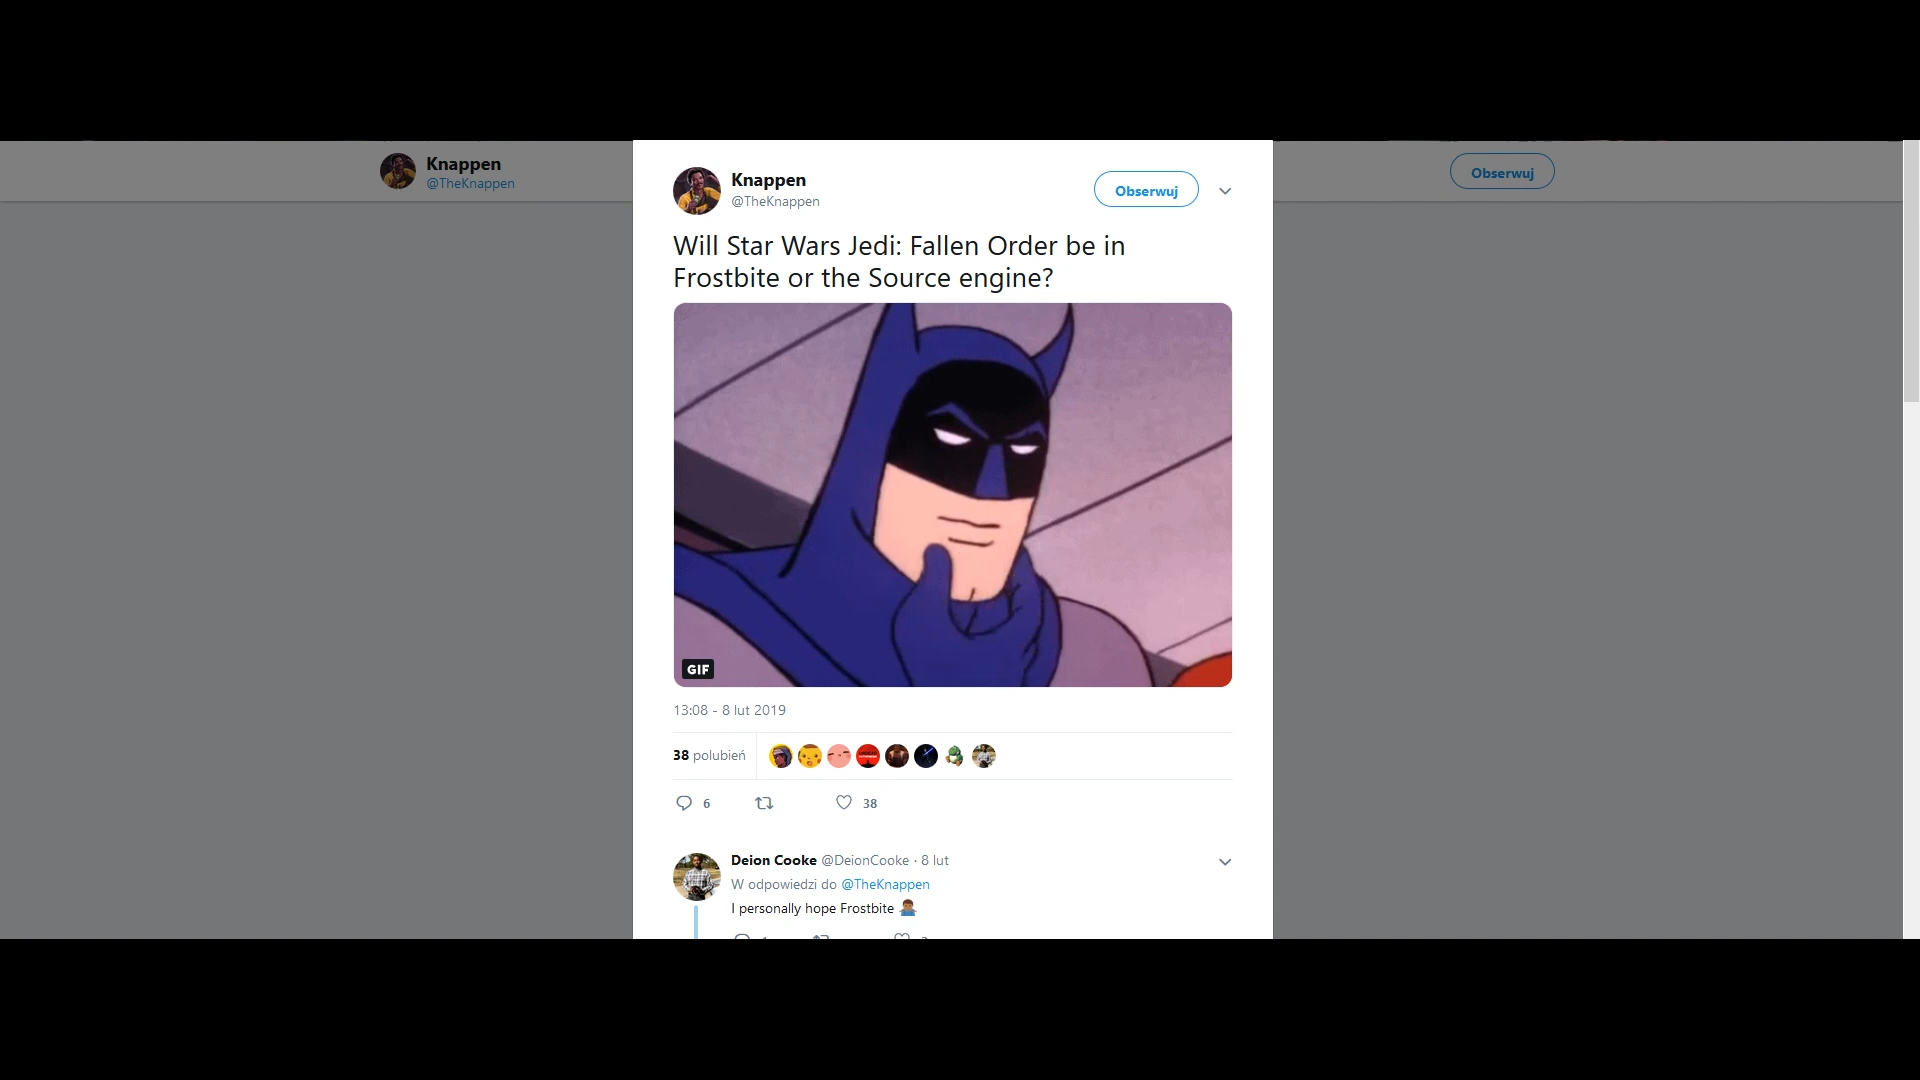 Knappen
@TheKnappen
Obserwuj
Knappen
@TheKnappen
Obserwuj
Will Star Wars Jedi: Fallen Order be in
Frostbite or the Source engine?
GIF
13:08 - 8 lut 2019
38 polubień
6
38
Deion Cooke @DeionCooke · 8 lut
W odpowiedzi do @TheKnappen
I personally hope Frostbite